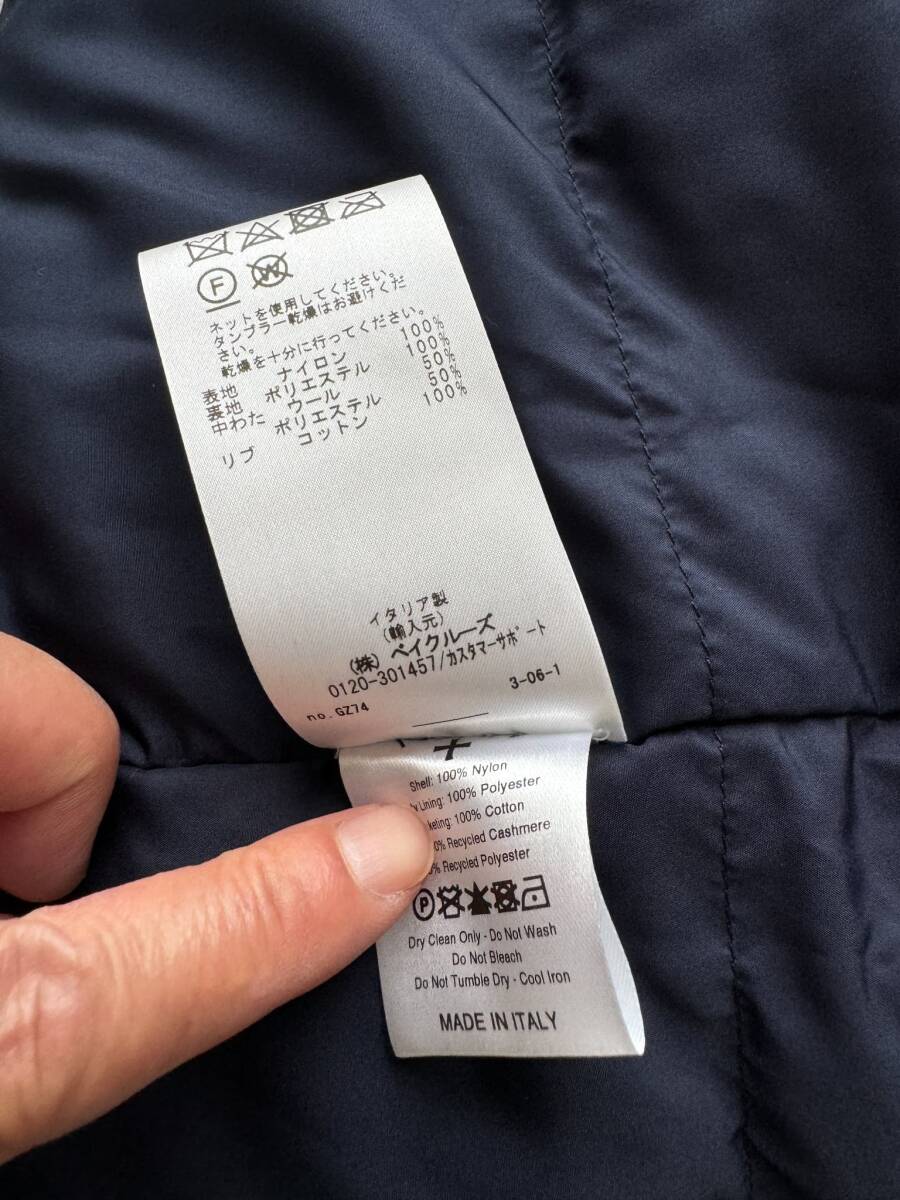 F W
ネットを使用してください。
タンブラー乾燥はお避けくだ
さい。
乾燥を十分に行ってください。
表地 ナイロン 100%
裏地 ポリエステル 100%
中わた ウール 50%
ポリエステル 50%
リブ コットン 100%
イタリア製
(輸入元)
(株) ベイクルーズ
0120-301457/カスタマーサポート
3-06-1
no. GZ74
Shell: 100% Nylon
Lining: 100% Polyester
100% Cotton
Recycled Cashmere
Recycled Polyester
P
Dry Clean Only - Do Not Wash
Do Not Bleach
Do Not Tumble Dry - Cool Iron
MADE IN ITALY